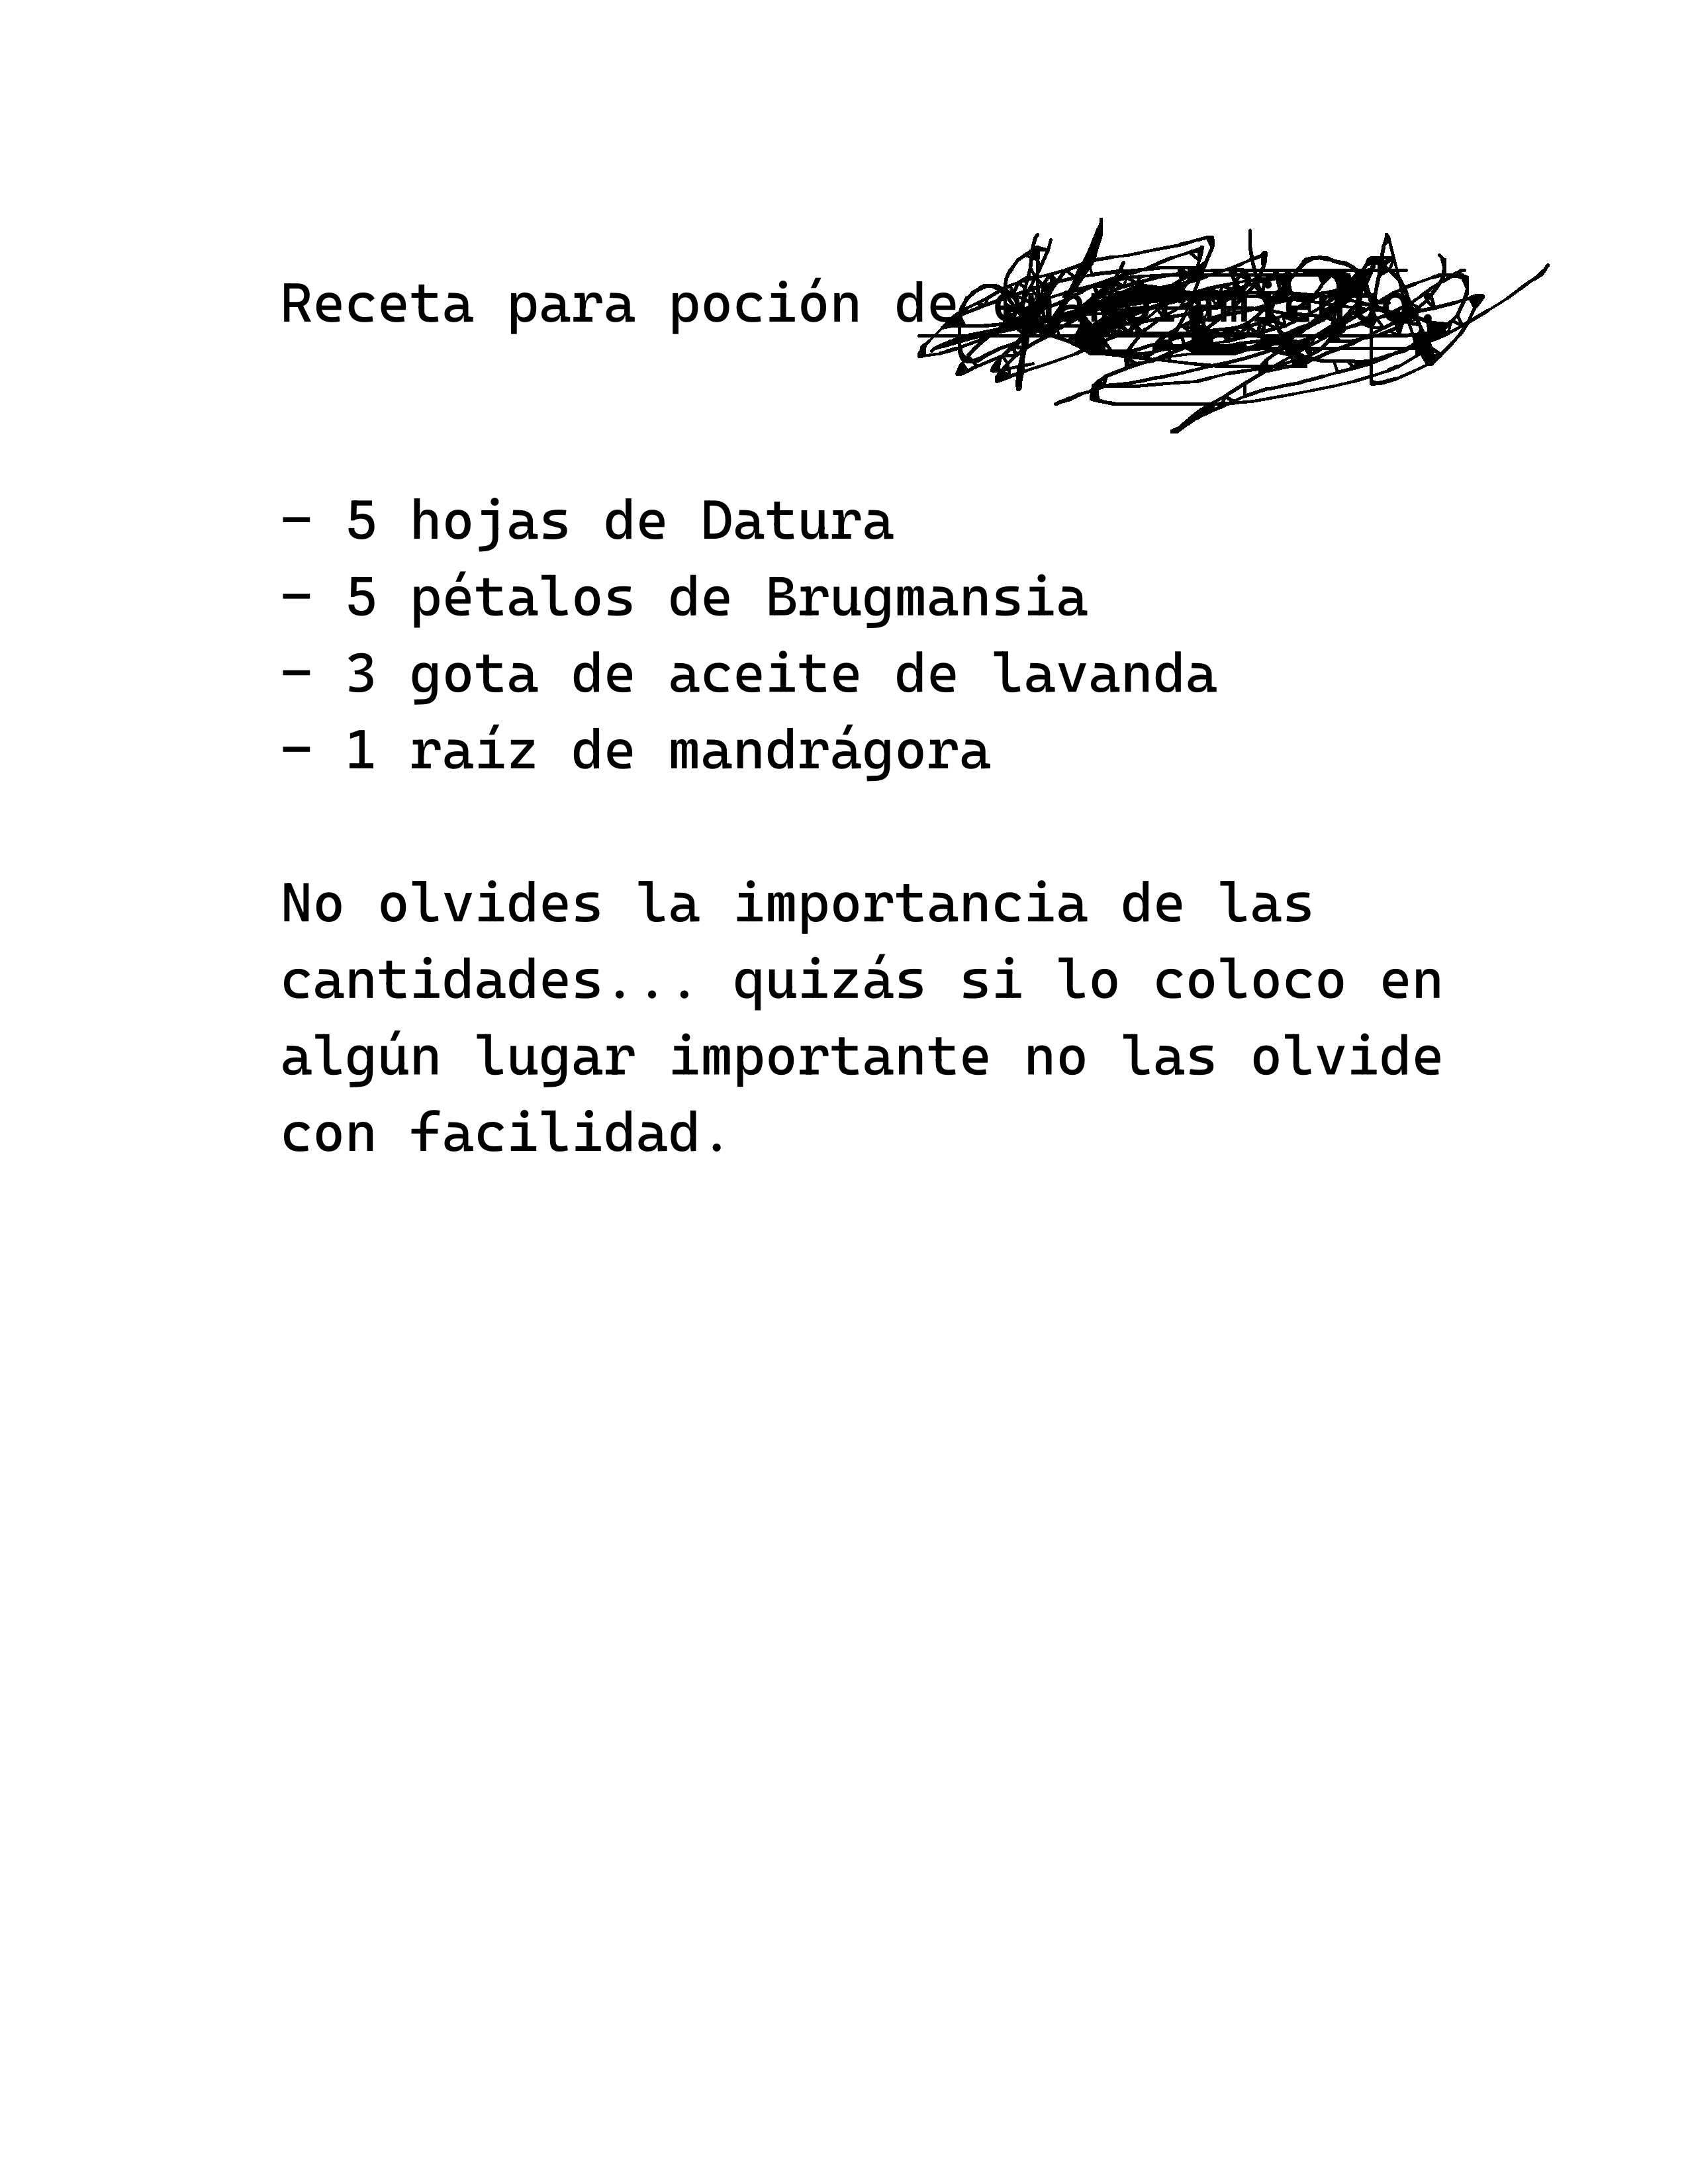 Receta para poción de
- 5 hojas de Datura
- 5 pétalos de Brugmansia
- 3 gota de aceite de lavanda
- 1 raíz de mandrágora
No olvides la importancia de las
cantidades... quizás si lo coloco en
algún lugar importante no las olvide
con facilidad.